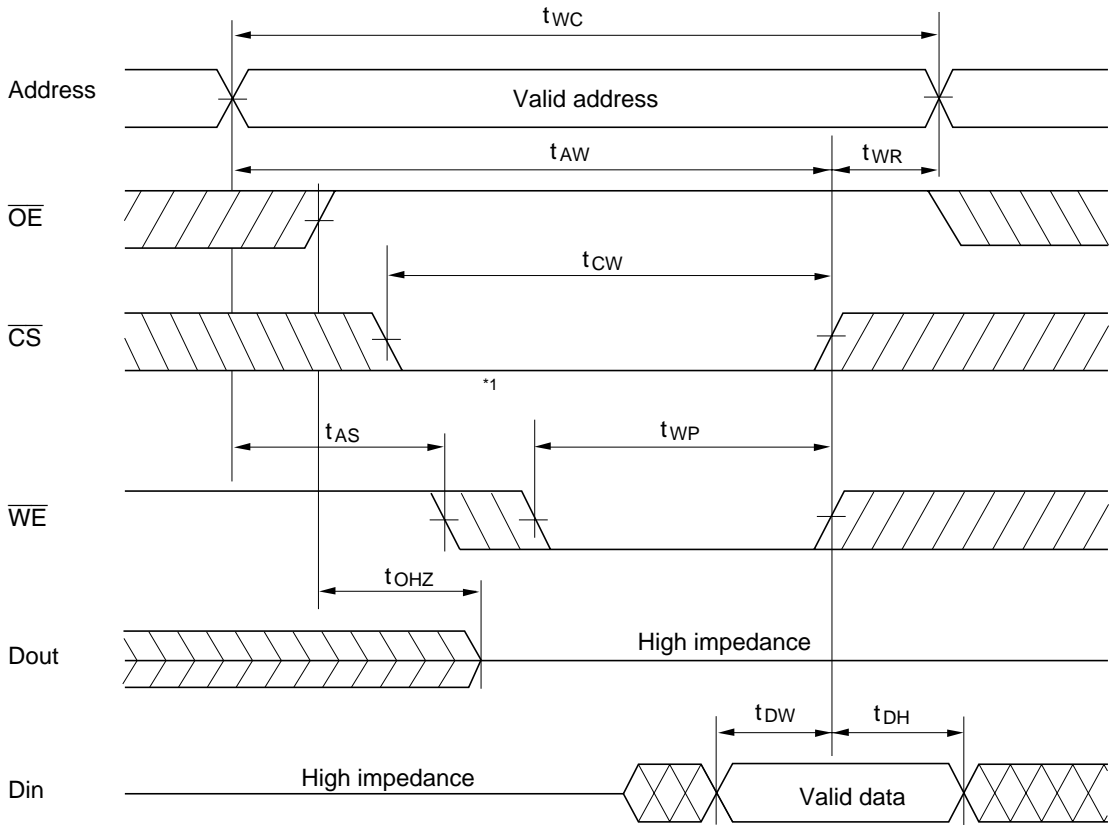 tWC
Address
Valid address
tAW
tWR
OE
tCW
CS
*1
tAS
tWP
WE
tOHZ
Dout
High impedance
tDW
tDH
Din
High impedance
Valid data